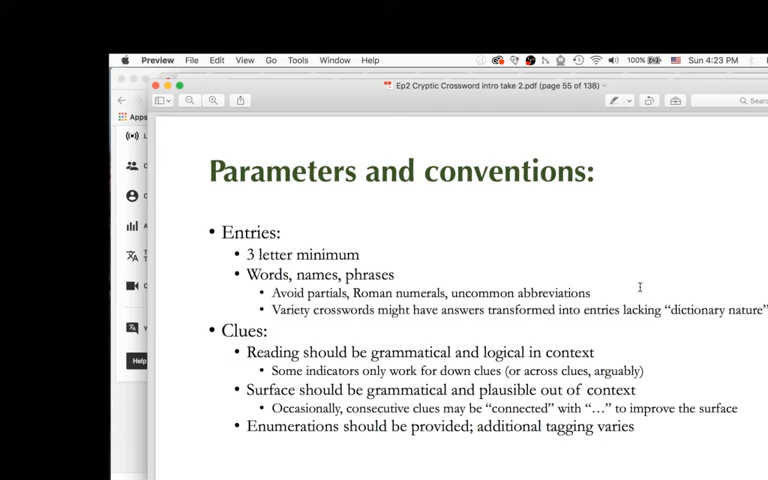 Preview File Edit View Go Tools Window Help 100% Sun 4:23 PM
Ep2 Cryptic Crossword intro take 2.pdf (page 55 of 138)
Apps
Parameters and conventions:
• Entries:
• 3 letter minimum
• Words, names, phrases
• Avoid partials, Roman numerals, uncommon abbreviations
• Variety crosswords might have answers transformed into entries lacking “dictionary nature”
• Clues:
• Reading should be grammatical and logical in context
• Some indicators only work for down clues (or across clues, arguably)
• Surface should be grammatical and plausible out of context
• Occasionally, consecutive clues may be “connected” with “…” to improve the surface
• Enumerations should be provided; additional tagging varies
Help